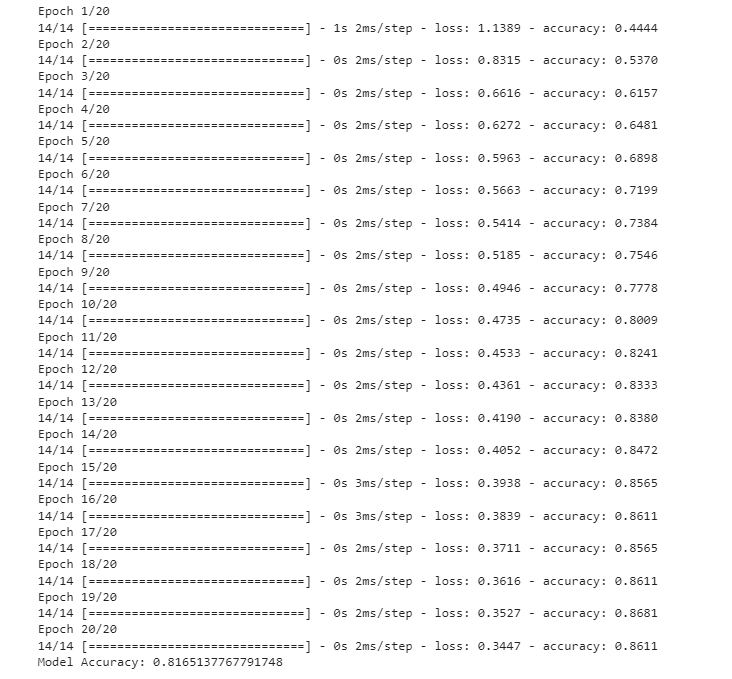 Epoch 1/20
14/14 [==============================] - 1s 2ms/step - loss: 1.1389 - accuracy: 0.4444
Epoch 2/20
14/14 [==============================] - 0s 2ms/step - loss: 0.8315 - accuracy: 0.5370
Epoch 3/20
14/14 [==============================] - 0s 2ms/step - loss: 0.6616 - accuracy: 0.6157
Epoch 4/20
14/14 [==============================] - 0s 2ms/step - loss: 0.6272 - accuracy: 0.6481
Epoch 5/20
14/14 [==============================] - 0s 2ms/step - loss: 0.5963 - accuracy: 0.6898
Epoch 6/20
14/14 [==============================] - 0s 2ms/step - loss: 0.5663 - accuracy: 0.7199
Epoch 7/20
14/14 [==============================] - 0s 2ms/step - loss: 0.5414 - accuracy: 0.7384
Epoch 8/20
14/14 [==============================] - 0s 2ms/step - loss: 0.5185 - accuracy: 0.7546
Epoch 9/20
14/14 [==============================] - 0s 2ms/step - loss: 0.4946 - accuracy: 0.7778
Epoch 10/20
14/14 [==============================] - 0s 2ms/step - loss: 0.4735 - accuracy: 0.8009
Epoch 11/20
14/14 [==============================] - 0s 2ms/step - loss: 0.4533 - accuracy: 0.8241
Epoch 12/20
14/14 [==============================] - 0s 2ms/step - loss: 0.4361 - accuracy: 0.8333
Epoch 13/20
14/14 [==============================] - 0s 2ms/step - loss: 0.4190 - accuracy: 0.8380
Epoch 14/20
14/14 [==============================] - 0s 2ms/step - loss: 0.4052 - accuracy: 0.8472
Epoch 15/20
14/14 [==============================] - 0s 3ms/step - loss: 0.3938 - accuracy: 0.8565
Epoch 16/20
14/14 [==============================] - 0s 3ms/step - loss: 0.3839 - accuracy: 0.8611
Epoch 17/20
14/14 [==============================] - 0s 2ms/step - loss: 0.3711 - accuracy: 0.8565
Epoch 18/20
14/14 [==============================] - 0s 2ms/step - loss: 0.3616 - accuracy: 0.8611
Epoch 19/20
14/14 [==============================] - 0s 2ms/step - loss: 0.3527 - accuracy: 0.8681
Epoch 20/20
14/14 [==============================] - 0s 2ms/step - loss: 0.3447 - accuracy: 0.8611
Model Accuracy: 0.8165137767791748